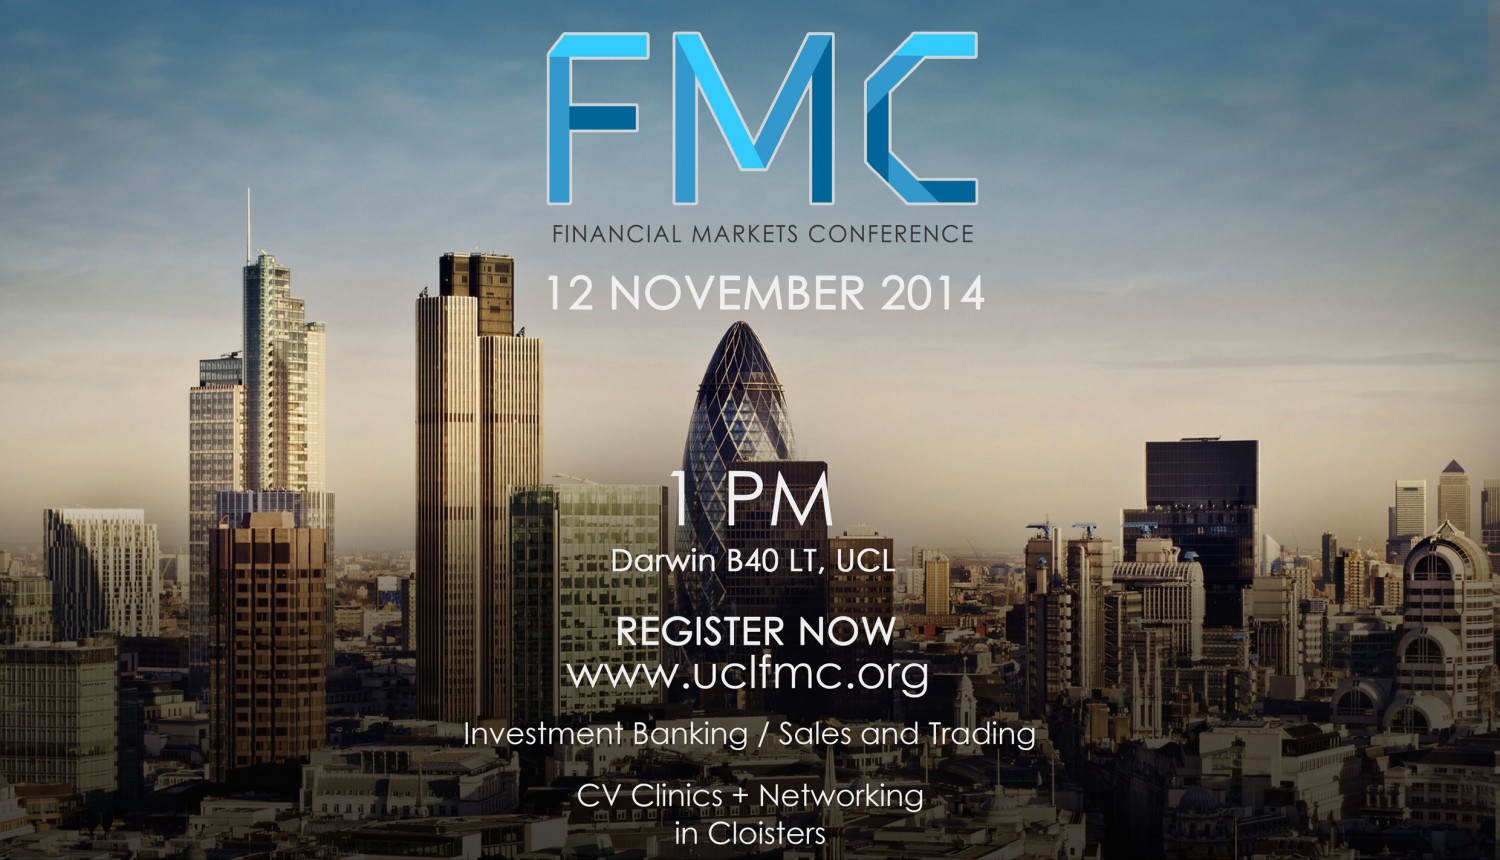 FMC
FINANCIAL MARKETS CONFERENCE
12 NOVEMBER 2014
1 PM
Darwin B40 LT, UCL
REGISTER NOW
www.uclfmc.org
Investment Banking / Sales and Trading
CV Clinics + Networking
in Cloisters